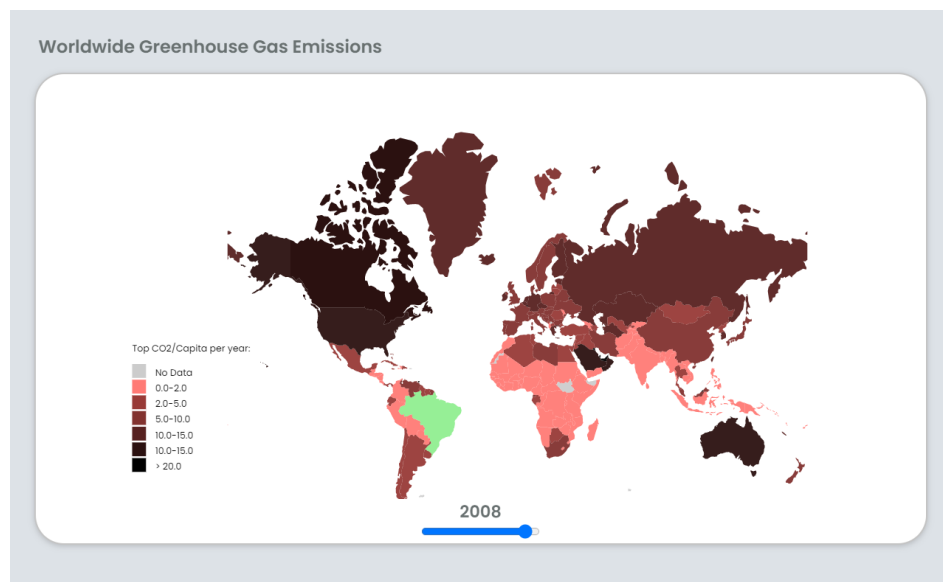 Worldwide Greenhouse Gas Emissions
Top CO2/Capita per year:
No Data
0.0-2.0
2.0-5.0
5.0-10.0
10.0-15.0
10.0-15.0
> 20.0
2008